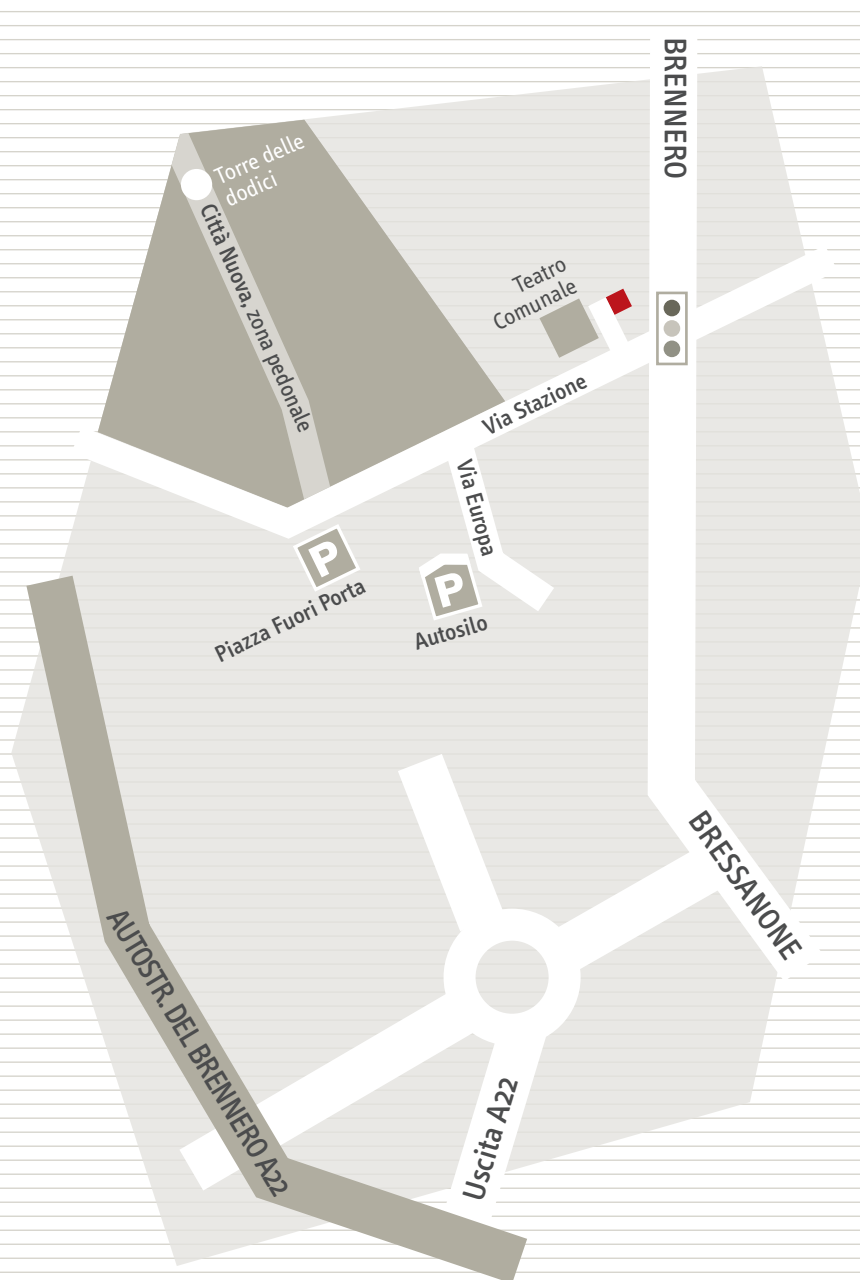 BRENNERO
Torre delle
dodici
Città Nuova, zona pedonale
Teatro
Comunale
Via Stazione
Via Europa
P
Piazza Fuori Porta
P
Autosilo
BRESSANONE
AUTOSTR. DEL BRENNERO A22
Uscita A22